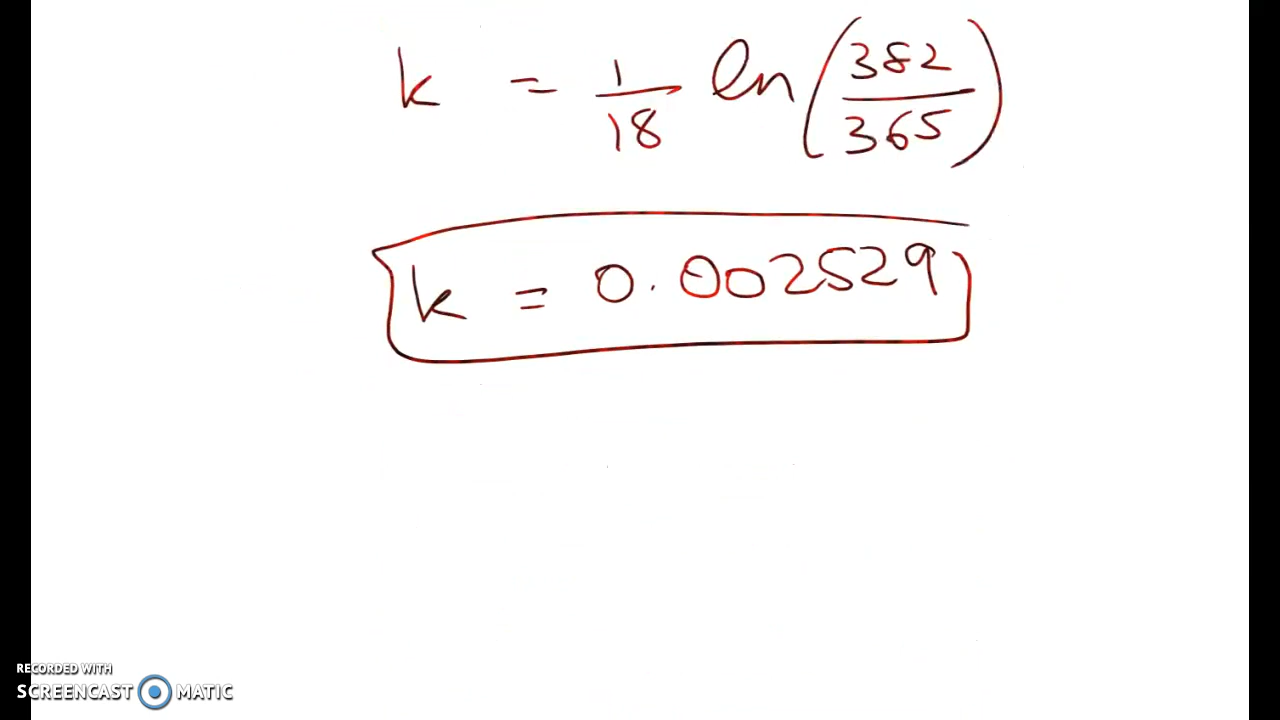 k = 1/18 ln(382/365)
k = 0.002529
RECORDED WITH
SCREENCAST MATIC